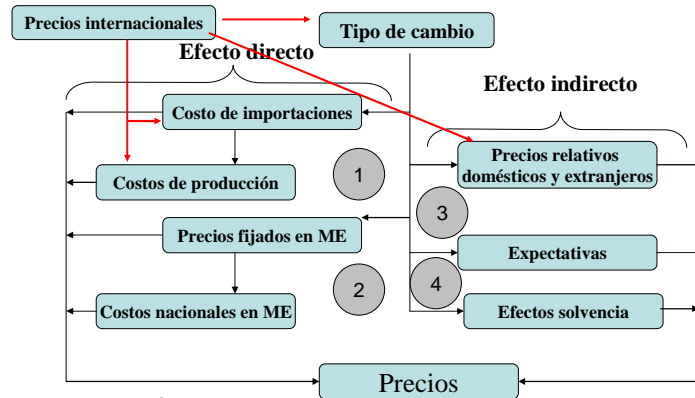 Precios internacionales
Tipo de cambio
Efecto directo
Efecto indirecto
Costo de importaciones
Precios relativos
domésticos y extranjeros
Costos de producción
1
3
Precios fijados en ME
Expectativas
2
4
Costos nacionales en ME
Efectos solvencia
Precios